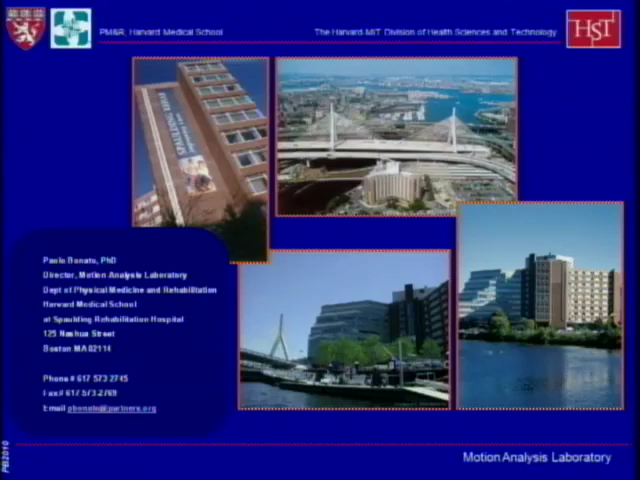 PM&R, Harvard Medical School
The Harvard-MIT Division of Health Sciences and Technology
HST
SPAULDING
Paolo Bonato, PhD
Director, Motion Analysis Laboratory
Dept of Physical Medicine and Rehabilitation
Harvard Medical School
at Spaulding Rehabilitation Hospital
125 Nashua Street
Boston MA 02114
Phone # 617 573 2745
Fax# 617 573 2769
Email pbonato@partners.org
PB2010
Motion Analysis Laboratory